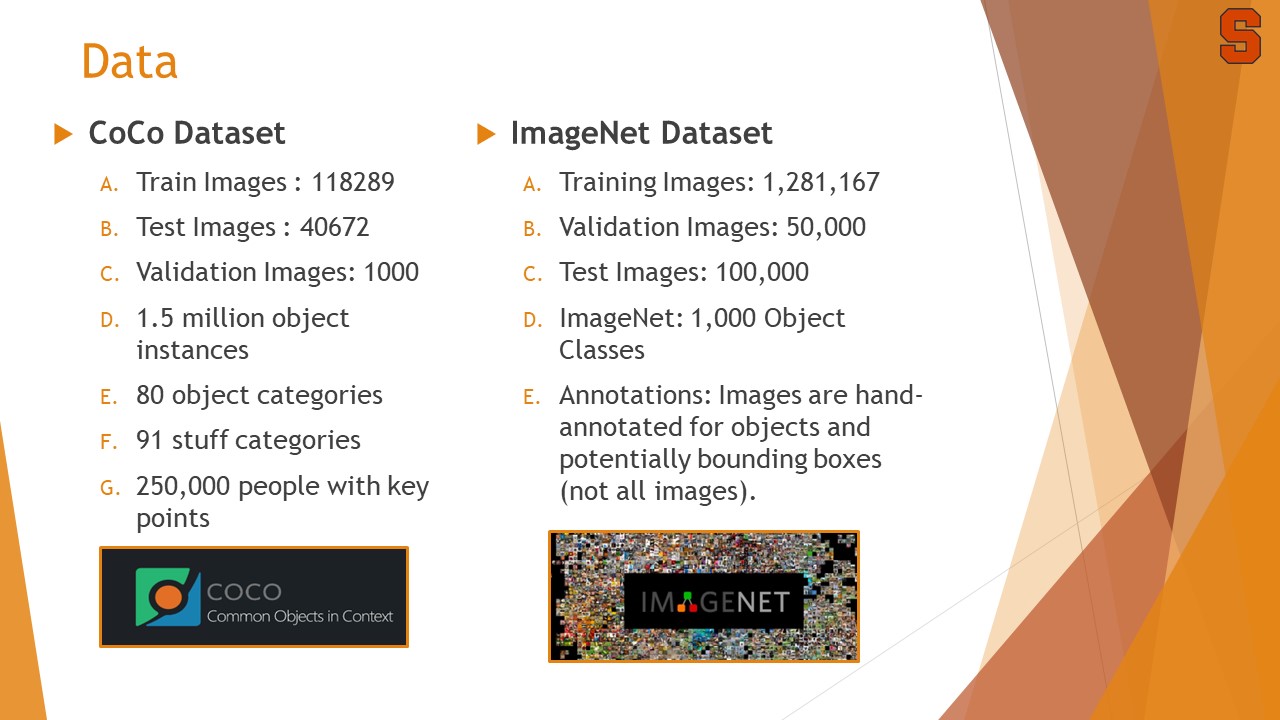 Data
CoCo Dataset
A. Train Images : 118289
B. Test Images : 40672
C. Validation Images: 1000
D. 1.5 million object
instances
E. 80 object categories
F. 91 stuff categories
G. 250,000 people with key
points
COCO
Common Objects in Context
ImageNet Dataset
A. Training Images: 1,281,167
B. Validation Images: 50,000
C. Test Images: 100,000
D. ImageNet: 1,000 Object
Classes
E. Annotations: Images are hand-
annotated for objects and
potentially bounding boxes
(not all images).
IMAGENET
S